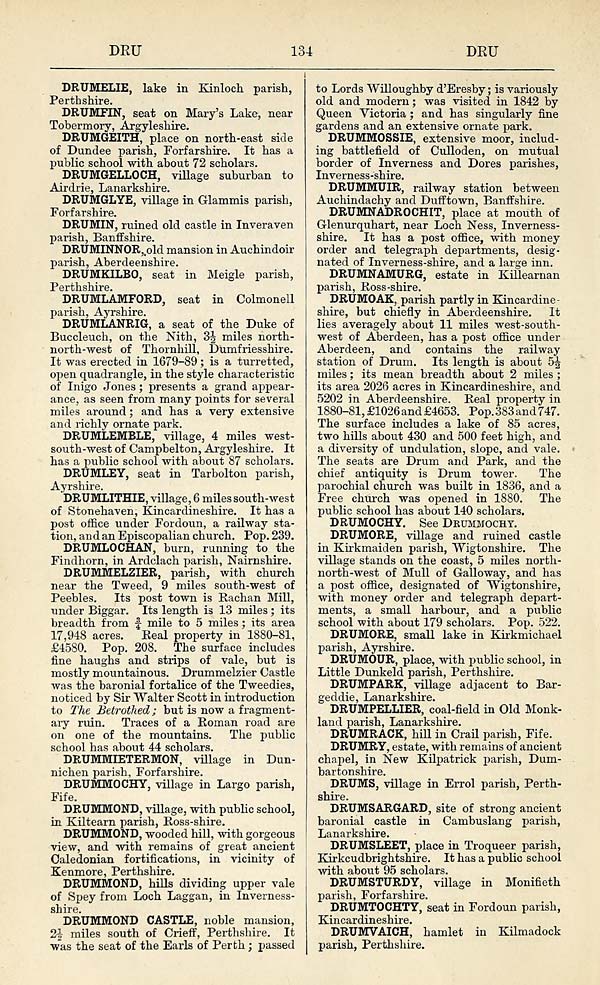 DRU 134 DRU
DRUMELIE, lake in Kinloch parish,
Perthshire.
DRUMFIN, seat on Mary's Lake, near
Tobermory, Argyleshire.
DRUMGEITH, place on north-east side
of Dundee parish, Forfarshire. It has a
public school with about 72 scholars.
DRUMGELLOCH, village suburban to
Airdrie, Lanarkshire.
DRUMGLYE, village in Glammis parish,
Forfarshire.
DRUMIN, ruined old castle in Inveraven
parish, Banffshire.
DRUMINNOR, old mansion in Auchindoir
parish, Aberdeenshire.
DRUMKILBO, seat in Meigle parish,
Perthshire.
DRUMLAMFORD, seat in Colmonell
parish, Ayrshire.
DRUMLANRIG, a seat of the Duke of
Buccleuch, on the Nith, 3½ miles north-
north-west of Thornhill, Dumfriesshire.
It was erected in 1679-89; is a turretted,
open quadrangle, in the style characteristic
of Inigo Jones; presents a grand appear-
ance, as seen from many points for several
miles around; and has a very extensive
and richly ornate park.
DRUMLEMBLE, village, 4 miles west-
south-west of Campbelton, Argyleshire. It
has a public school with about 87 scholars.
DRUMLEY, seat in Tarbolton parish,
Ayrshire.
DRUMLITHIE, village, 6 miles south-west
of Stonehaven, Kincardineshire. It has a
post office under Fordoun, a railway sta-
tion, and an Episcopalian church. Pop. 239.
DRUMLOCHAN, burn, running to the
Findhorn, in Ardclach parish, Nairnshire.
DRUMMELZIER, parish, with church
near the Tweed, 9 miles south-west of
Peebles. Its post town is Rachan Mill,
under Biggar. Its length is 13 miles; its
breadth from ¾ mile to 5 miles; its area
17,948 acres. Real property in 1880-81,
£4580. Pop. 208. The surface includes
fine haughs and strips of vale, but is
mostly mountainous. Drummelzier Castle
was the baronial fortalice of the Tweedies,
noticed by Sir Walter Scott in introduction
to The Betrothed; but is now a fragment-
ary ruin. Traces of a Roman road are
on one of the mountains. The public
school has about 44 scholars.
DRUMMIETERMON, village in Dun-
nichen parish, Forfarshire.
DRUMMOCHY, village in Largo parish,
Fife.
DRUMMOND, village, with public school,
in Kiltearn parish, Ross-shire.
DRUMMOND, wooded hill, with gorgeous
view, and with remains of great ancient
Caledonian fortifications, in vicinity of
Kenmore, Perthshire.
DRUMMOND, hills dividing upper vale
of Spey from Loch Laggan, in Inverness-
shire.
DRUMMOND CASTLE, noble mansion,
2½ miles south of Crieff, Perthshire. It
was the seat of the Earls of Perth; passed
to Lords Willoughby d'Eresby; is variously
old and modern; was visited in 1842 by
Queen Victoria; and has singularly fine
gardens and an extensive ornate park.
DRUMMOSSIE, extensive moor, includ-
ing battlefield of Culloden, on mutual
border of Inverness and Dores parishes,
Inverness-shire.
DRUMMUIR, railway station between
Auchindachy and Dufftown, Banffshire.
DRUMNADROCHIT, place at mouth of
Glenurquhart, near Loch Ness, Inverness-
shire. It has a post office, with money
order and telegraph departments, desig-
nated of Inverness-shire, and a large inn.
DRUMNAMURG, estate in Killearnan
parish, Ross-shire.
DRUMOAK, parish partly in Kincardine-
shire, but chiefly in Aberdeenshire. It
lies averagely about 11 miles west-south-
west of Aberdeen, has a post office under
Aberdeen, and contains the railway
station of Drum. Its length is about 5½
miles; its mean breadth about 2 miles;
its area 2026 acres in Kincardineshire, and
5202 in Aberdeenshire. Real property in
1880-81, £1026 and £4653. Pop. 383 and 747.
The surface includes a lake of 85 acres,
two hills about 430 and 500 feet high, and
a diversity of undulation, slope, and vale.
The seats are Drum and Park, and the
chief antiquity is Drum tower. The
parochial church was built in 1836, and a
Free church was opened in 1880. The
public school has about 140 scholars.
DRUMOCHY. See DRUMMOCHY.
DRUMORE, village and ruined castle
in Kirkmaiden parish, Wigtonshire. The
village stands on the coast, 5 miles north-
north-west of Mull of Galloway, and has
a post office, designated of Wigtonshire,
with money order and telegraph depart-
ments, a small harbour, and a public
school with about 179 scholars. Pop. 522.
DRUMORE, small lake in Kirkmichael
parish, Ayrshire.
DRUMOUR, place, with public school, in
Little Dunkeld parish, Perthshire.
DRUMPARK, village adjacent to Bar-
geddie, Lanarkshire.
DRUMPELLIER, coal-field in Old Monk-
land parish, Lanarkshire.
DRUMRACK, hill in Crail parish, Fife.
DRUMRY, estate, with remains of ancient
chapel, in New Kilpatrick parish, Dum-
bartonshire.
DRUMS, village in Errol parish, Perth-
shire.
DRUMSARGARD, site of strong ancient
baronial castle in Cambuslang parish,
Lanarkshire.
DRUMSLEET, place in Troqueer parish,
Kirkcudbrightshire. It has a public school
with about 95 scholars.
DRUMSTURDY, village in Monifieth
parish, Forfarshire.
DRUMTOCHTY, seat in Fordoun parish,
Kincardineshire.
DRUMVAICH, hamlet in Kilmadock
parish, Perthshire.